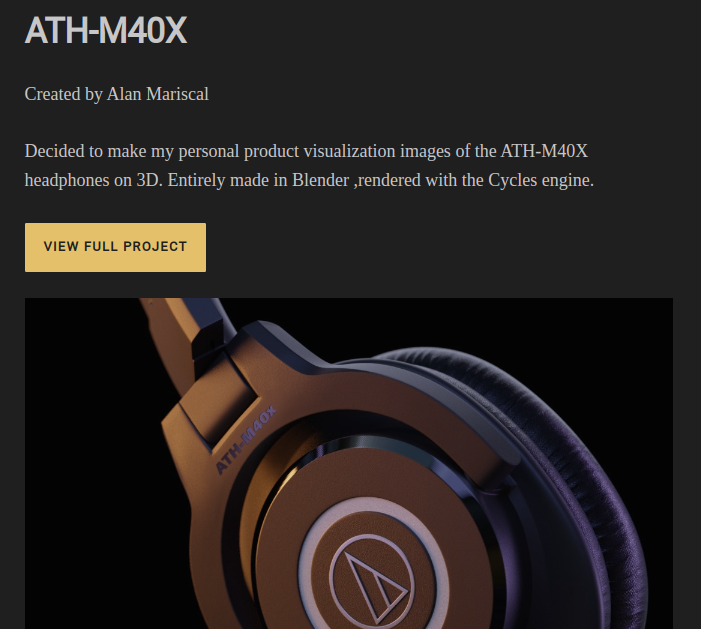 ATH-M40X
Created by Alan Mariscal
Decided to make my personal product visualization images of the ATH-M40X
headphones on 3D. Entirely made in Blender ,rendered with the Cycles engine.
VIEW FULL PROJECT
ATH-M40x